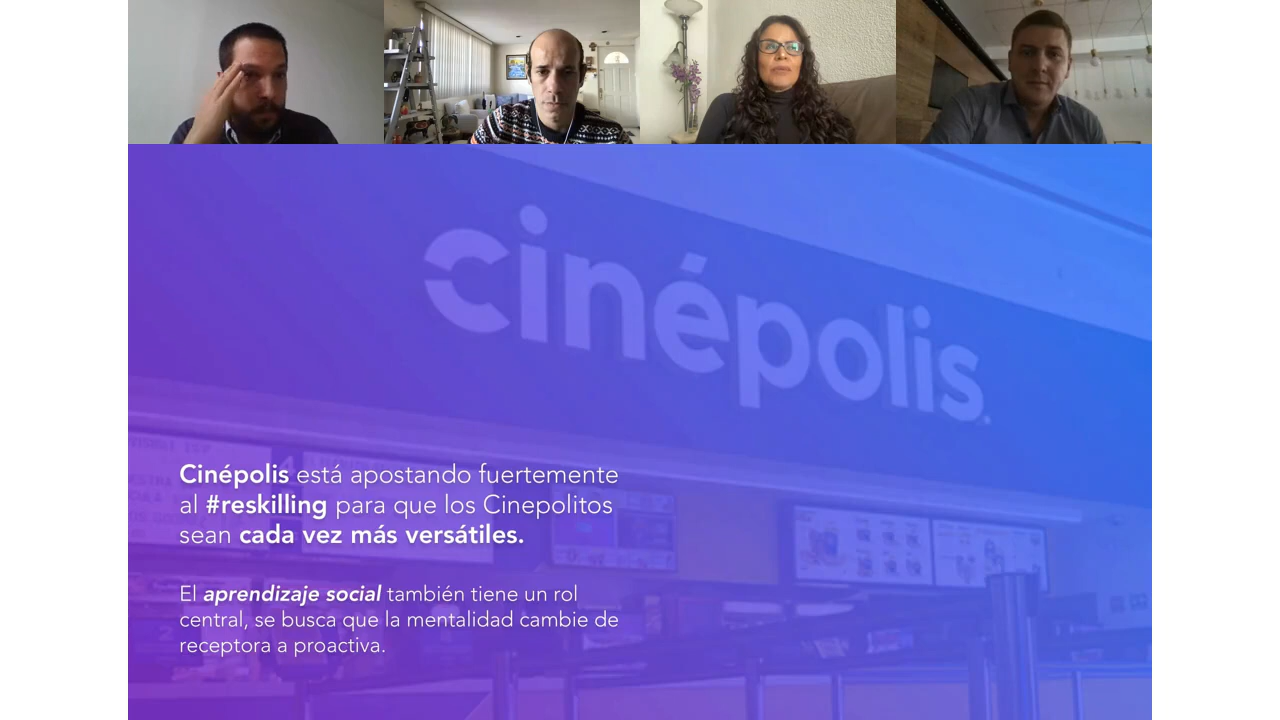 cinépolis
Cinépolis está apostando fuertemente
al #reskilling para que los Cinepolitos
sean cada vez más versátiles.
El aprendizaje social también tiene un rol
central, se busca que la mentalidad cambie de
receptora a proactiva.